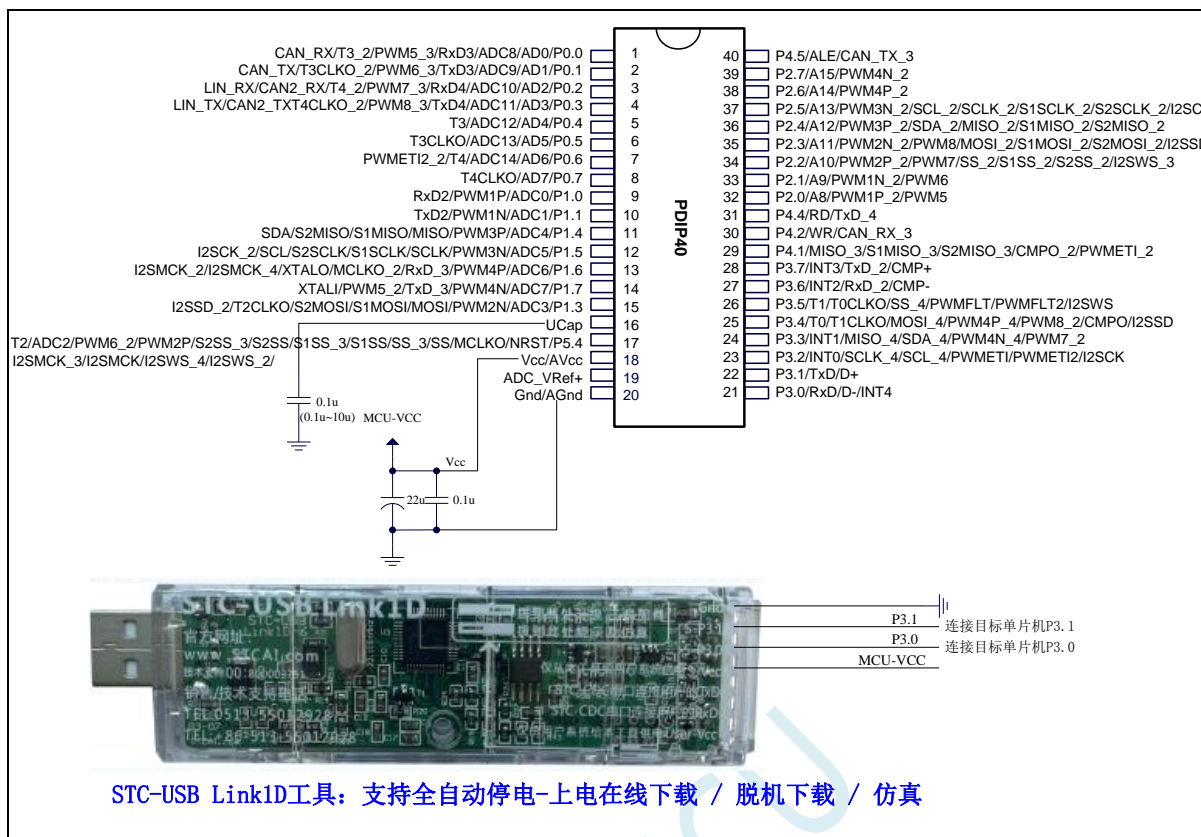 CAN_RX/T3_2/PWM5_3/RxD3/ADC8/AD0/P0.0 1
CAN_TX/T3CLKO_2/PWM6_3/TxD3/ADC9/AD1/P0.1 2
LIN_RX/CAN2_RX/T4_2/PWM7_3/RxD4/ADC10/AD2/P0.2 3
LIN_TX/CAN2_TXT4CLKO_2/PWM8_3/TxD4/ADC11/AD3/P0.3 4
T3/ADC12/AD4/P0.4 5
T3CLKO/ADC13/AD5/P0.5 6
PWMETI2_2/T4/ADC14/AD6/P0.6 7
T4CLKO/AD7/P0.7 8
RxD2/PWM1P/ADC0/P1.0 9
TxD2/PWM1N/ADC1/P1.1 10
SDA/S2MISO/S1MISO/MISO/PWM3P/ADC4/P1.4 11
I2SCK_2/SCL/S2SCLK/S1SCLK/SCLK/PWM3N/ADC5/P1.5 12
I2SMCK_2/I2SMCK_4/XTALO/MCLKO_2/RxD_3/PWM4P/ADC6/P1.6 13
XTALI/PWM5_2/TxD_3/PWM4N/ADC7/P1.7 14
I2SSD_2/T2CLKO/S2MOSI/S1MOSI/MOSI/PWM2N/ADC3/P1.3 15
UCap 16
T2/ADC2/PWM6_2/PWM2P/S2SS_3/S2SS/S1SS_3/S1SS/SS_3/SS/MCLKO/NRST/P5.4 17
I2SMCK_3/I2SMCK/I2SWS_4/I2SWS_2/
Vcc/AVcc 18
ADC_VRef+ 19
Gnd/AGnd 20
PDIP40
40 P4.5/ALE/CAN_TX_3
39 P2.7/A15/PWM4N_2
38 P2.6/A14/PWM4P_2
37 P2.5/A13/PWM3N_2/SCL_2/SCLK_2/S1SCLK_2/S2SCLK_2/I2SC
36 P2.4/A12/PWM3P_2/SDA_2/MISO_2/S1MISO_2/S2MISO_2
35 P2.3/A11/PWM2N_2/PWM8/MOSI_2/S1MOSI_2/S2MOSI_2/I2SSI
34 P2.2/A10/PWM2P_2/PWM7/SS_2/S1SS_2/S2SS_2/I2SWS_3
33 P2.1/A9/PWM1N_2/PWM6
32 P2.0/A8/PWM1P_2/PWM5
31 P4.4/RD/TxD_4
30 P4.2/WR/CAN_RX_3
29 P4.1/MISO_3/S1MISO_3/S2MISO_3/CMPO_2/PWMETI_2
28 P3.7/INT3/TxD_2/CMP+
27 P3.6/INT2/RxD_2/CMP-
26 P3.5/T1/T0CLKO/SS_4/PWMFLT/PWMFLT2/I2SWS
25 P3.4/T0/T1CLKO/MOSI_4/PWM4P_4/PWM8_2/CMPO/I2SSD
24 P3.3/INT1/MISO_4/SDA_4/PWM4N_4/PWM7_2
23 P3.2/INT0/SCLK_4/SCL_4/PWMETI/PWMETI2/I2SCK
22 P3.1/TxD/D+
21 P3.0/RxD/D-/INT4
0.1u
(0.1u~10u)
MCU-VCC
Vcc
22u
0.1u
STC-USB Link1D
官方网址
www.STCAI.com
TEL:0513-55012928
Gnd
P3.1
连接目标单片机P3.1
P3.0
连接目标单片机P3.0
MCU-VCC
STC-USB Link1D工具：支持全自动停电-上电在线下载 / 脱机下载 / 仿真